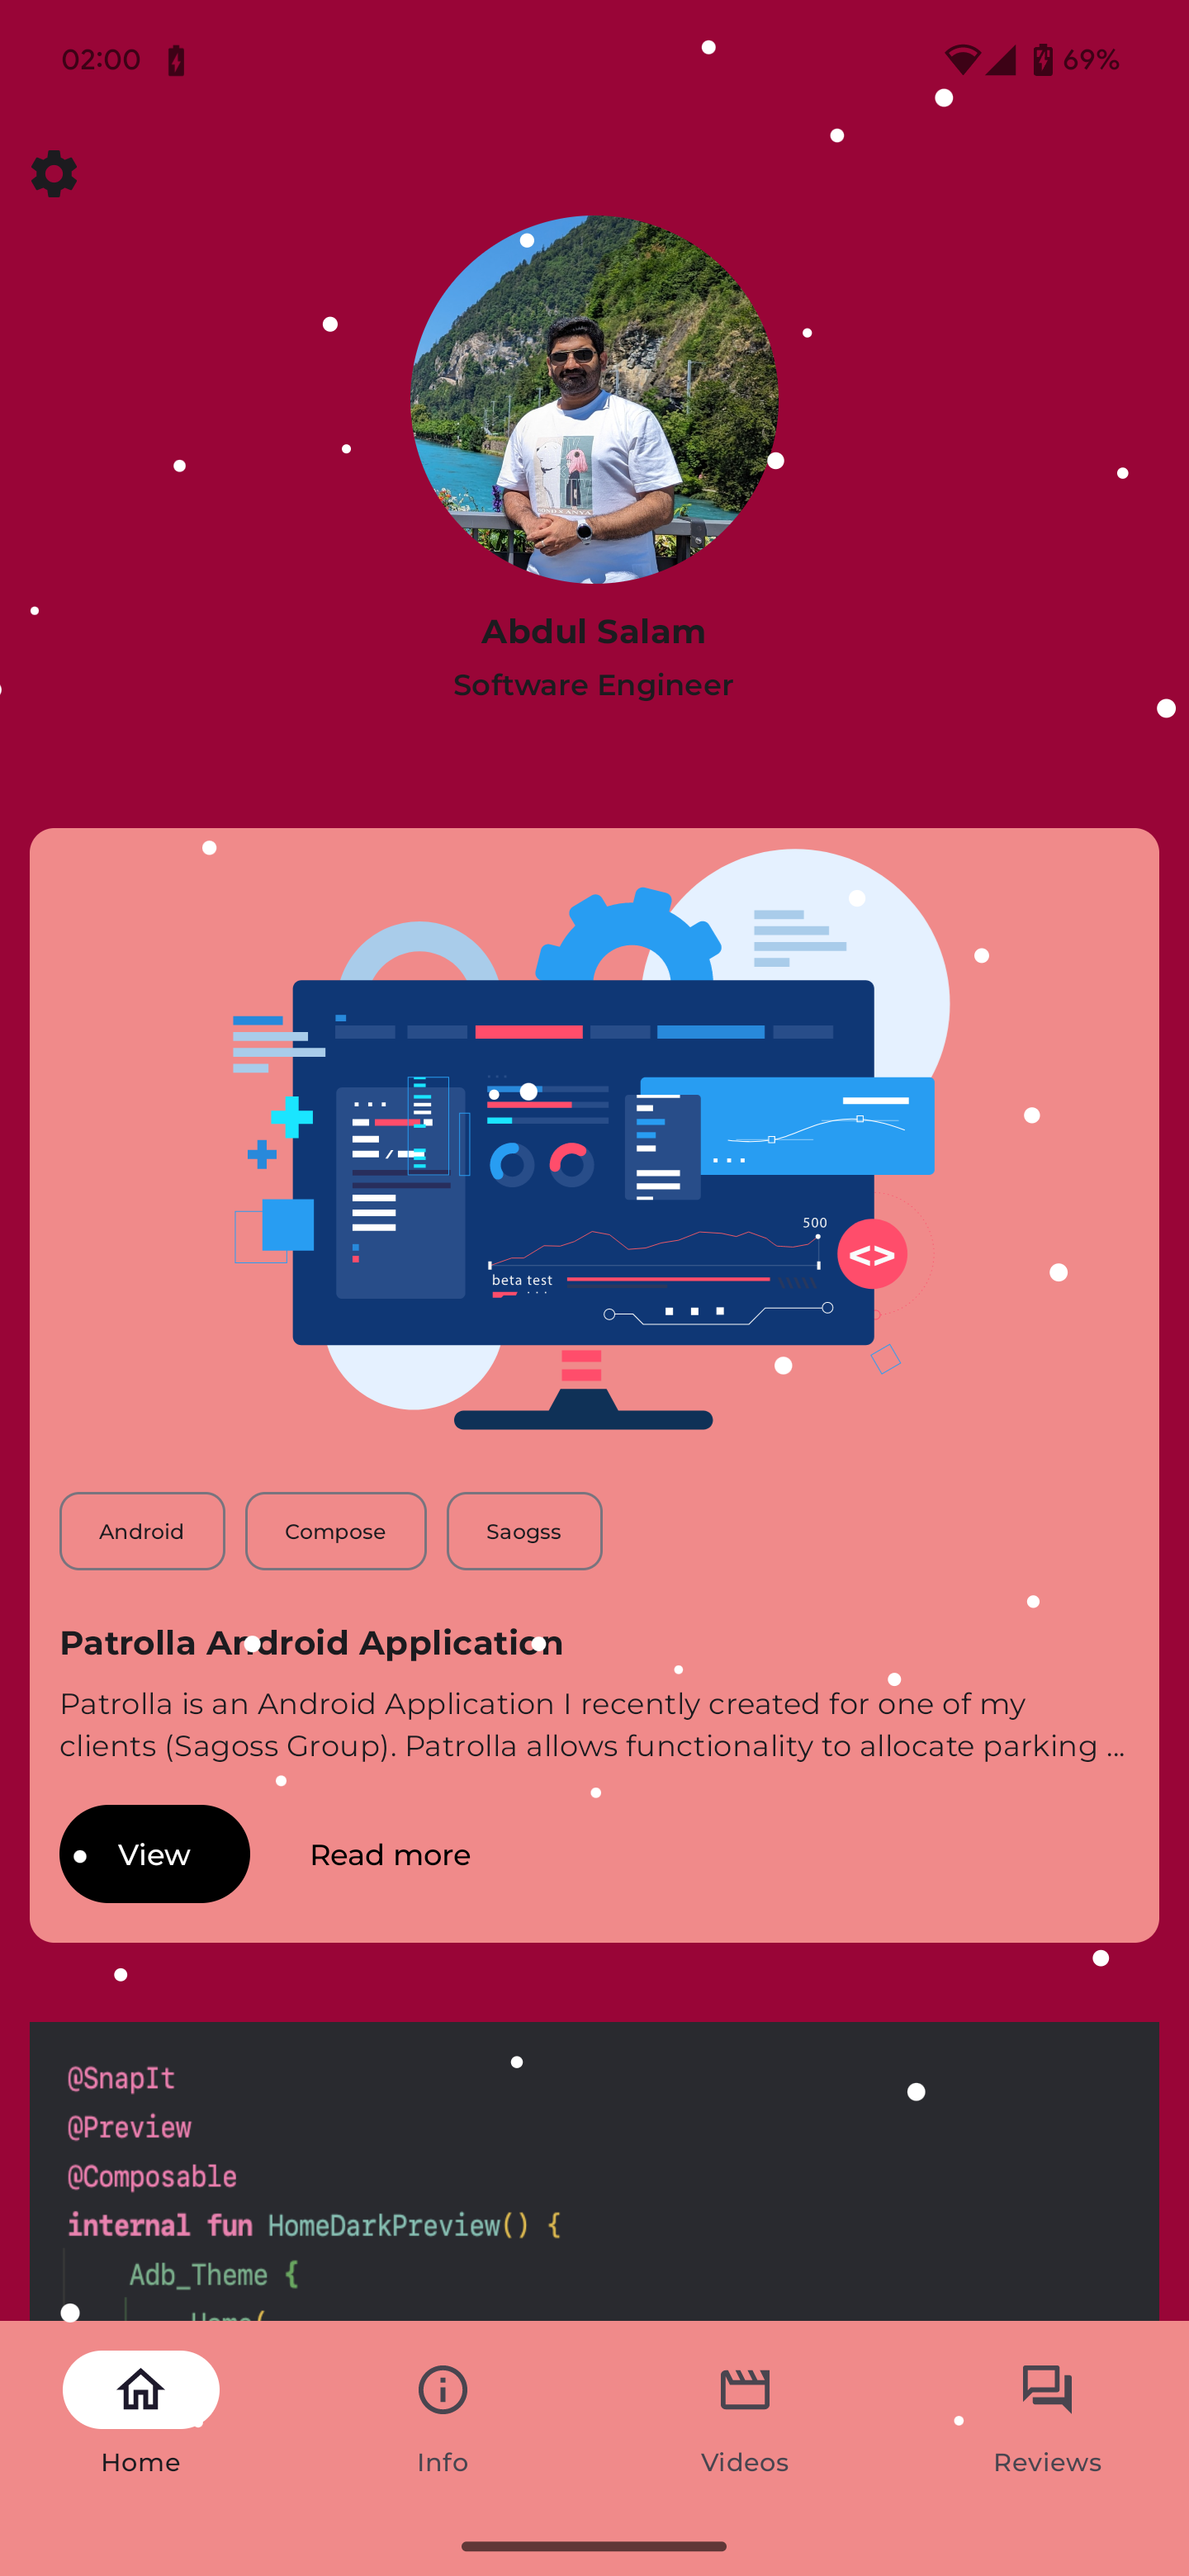 02:00
69%
Abdul Salam
Software Engineer
500
beta test
<>
Android
Compose
Saogss
Patrolla Android Application
Patrolla is an Android Application I recently created for one of my
clients (Sagoss Group). Patrolla allows functionality to allocate parking ...
View
Read more
@SnapIt
@Preview
@Composable
internal fun HomeDarkPreview() {
Adb_Theme {
Home(
Home
Info
Videos
Reviews